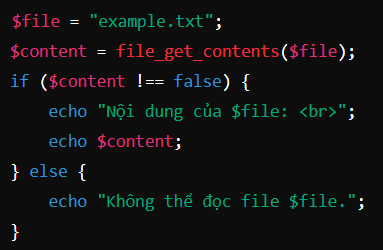 $file = "example.txt";
$content = file_get_contents($file);
if ($content !== false) {
    echo "Nội dung của $file: <br>";
    echo $content;
} else {
    echo "Không thể đọc file $file.";
}